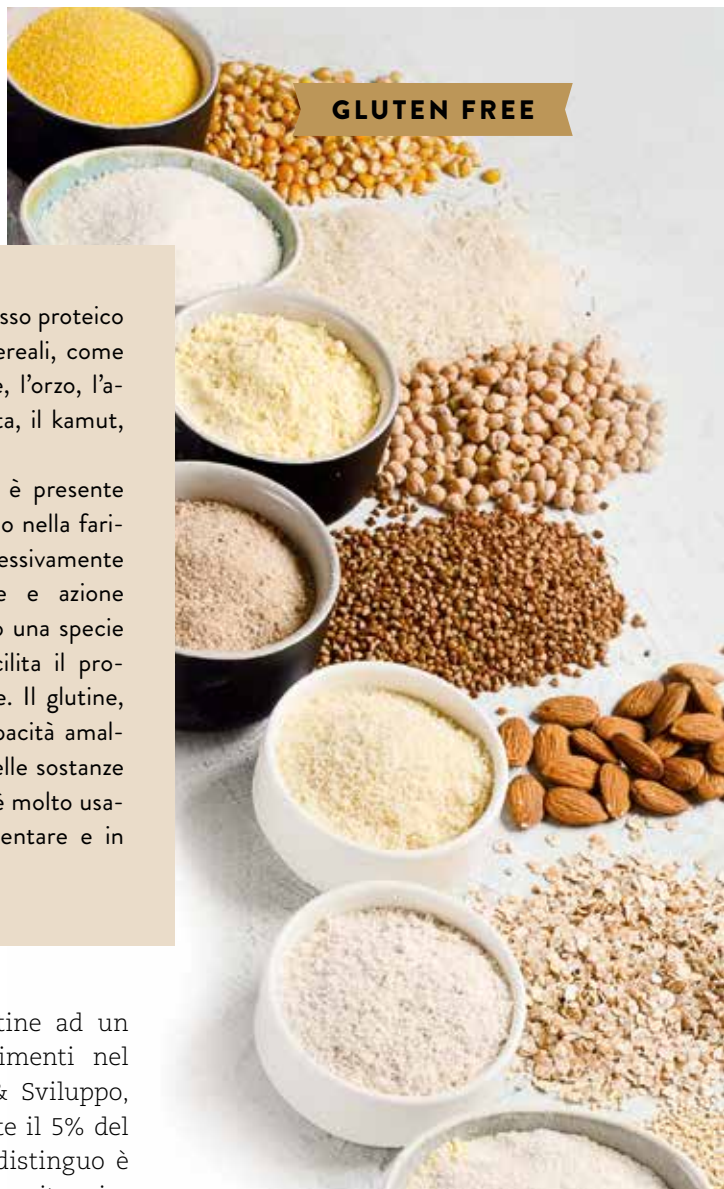 GLUTEN FREE
sso proteico
ereali, come
e, l'orzo, l'a-
ta, il kamut,
è presente
o nella fari-
essivamente
e e azione
o una specie
cilita il pro-
e. Il glutine,
pacità amal-
elle sostanze
é molto usa-
entare e in
tine ad un
imenti nel
& Sviluppo,
te il 5% del
distinguo è